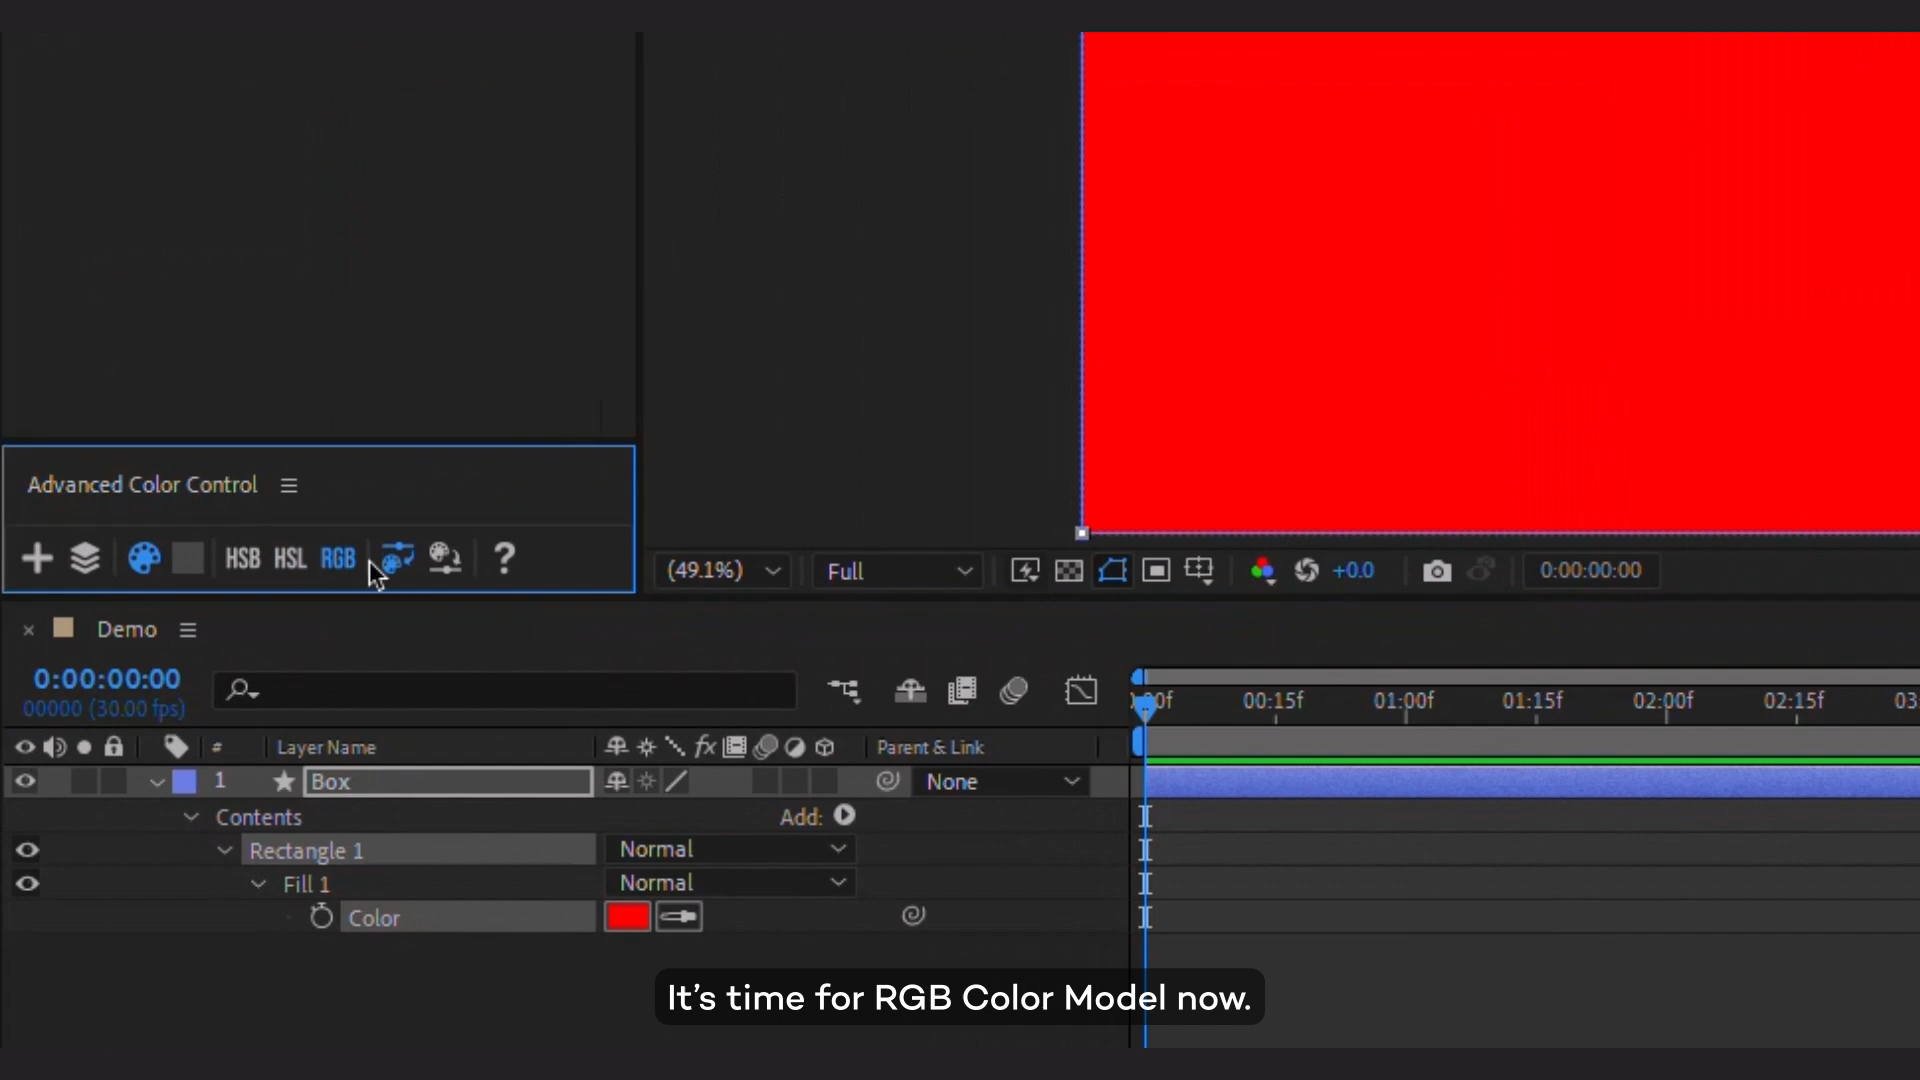 Advanced Color Control
HSB HSL RGB ?
(49.1%) Full +0.0 0:00:00:00
Demo
0:00:00:00
00000 (30.00 fps)
00f 00:15f 01:00f 01:15f 02:00f 02:15f 03
# Layer Name fx Parent & Link
1 Box None
Contents Add:
Rectangle 1 Normal
Fill 1 Normal
Color
It's time for RGB Color Model now.